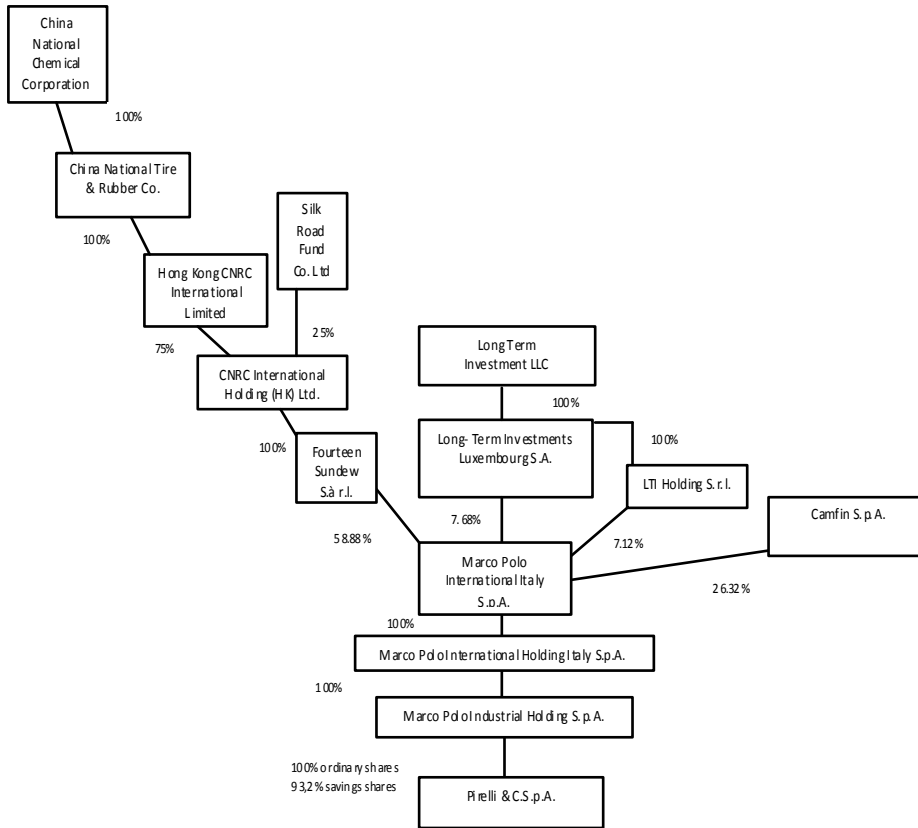 China
National
Chemical
Corporation
100%
China National Tire
& Rubber Co.
100%
Silk
Road
Fund
Co. Ltd
Hong Kong CNRC
International
Limited
25%
75%
CNRC International
Holding (HK) Ltd.
Long Term
Investment LLC
100%
100%
Fourteen
Sundew
S.à r.l.
Long- Term Investments
Luxembourg S.A.
100%
LTI Holding S.r.l.
Camfin S.p.A.
58.88%
7.68%
7.12%
26.32%
Marco Polo
International Italy
S.p.A.
100%
Marco Polo International Holding Italy S.p.A.
100%
Marco Polo Industrial Holding S.p.A.
100% ordinary shares
93,2% savings shares
Pirelli & C. S.p.A.